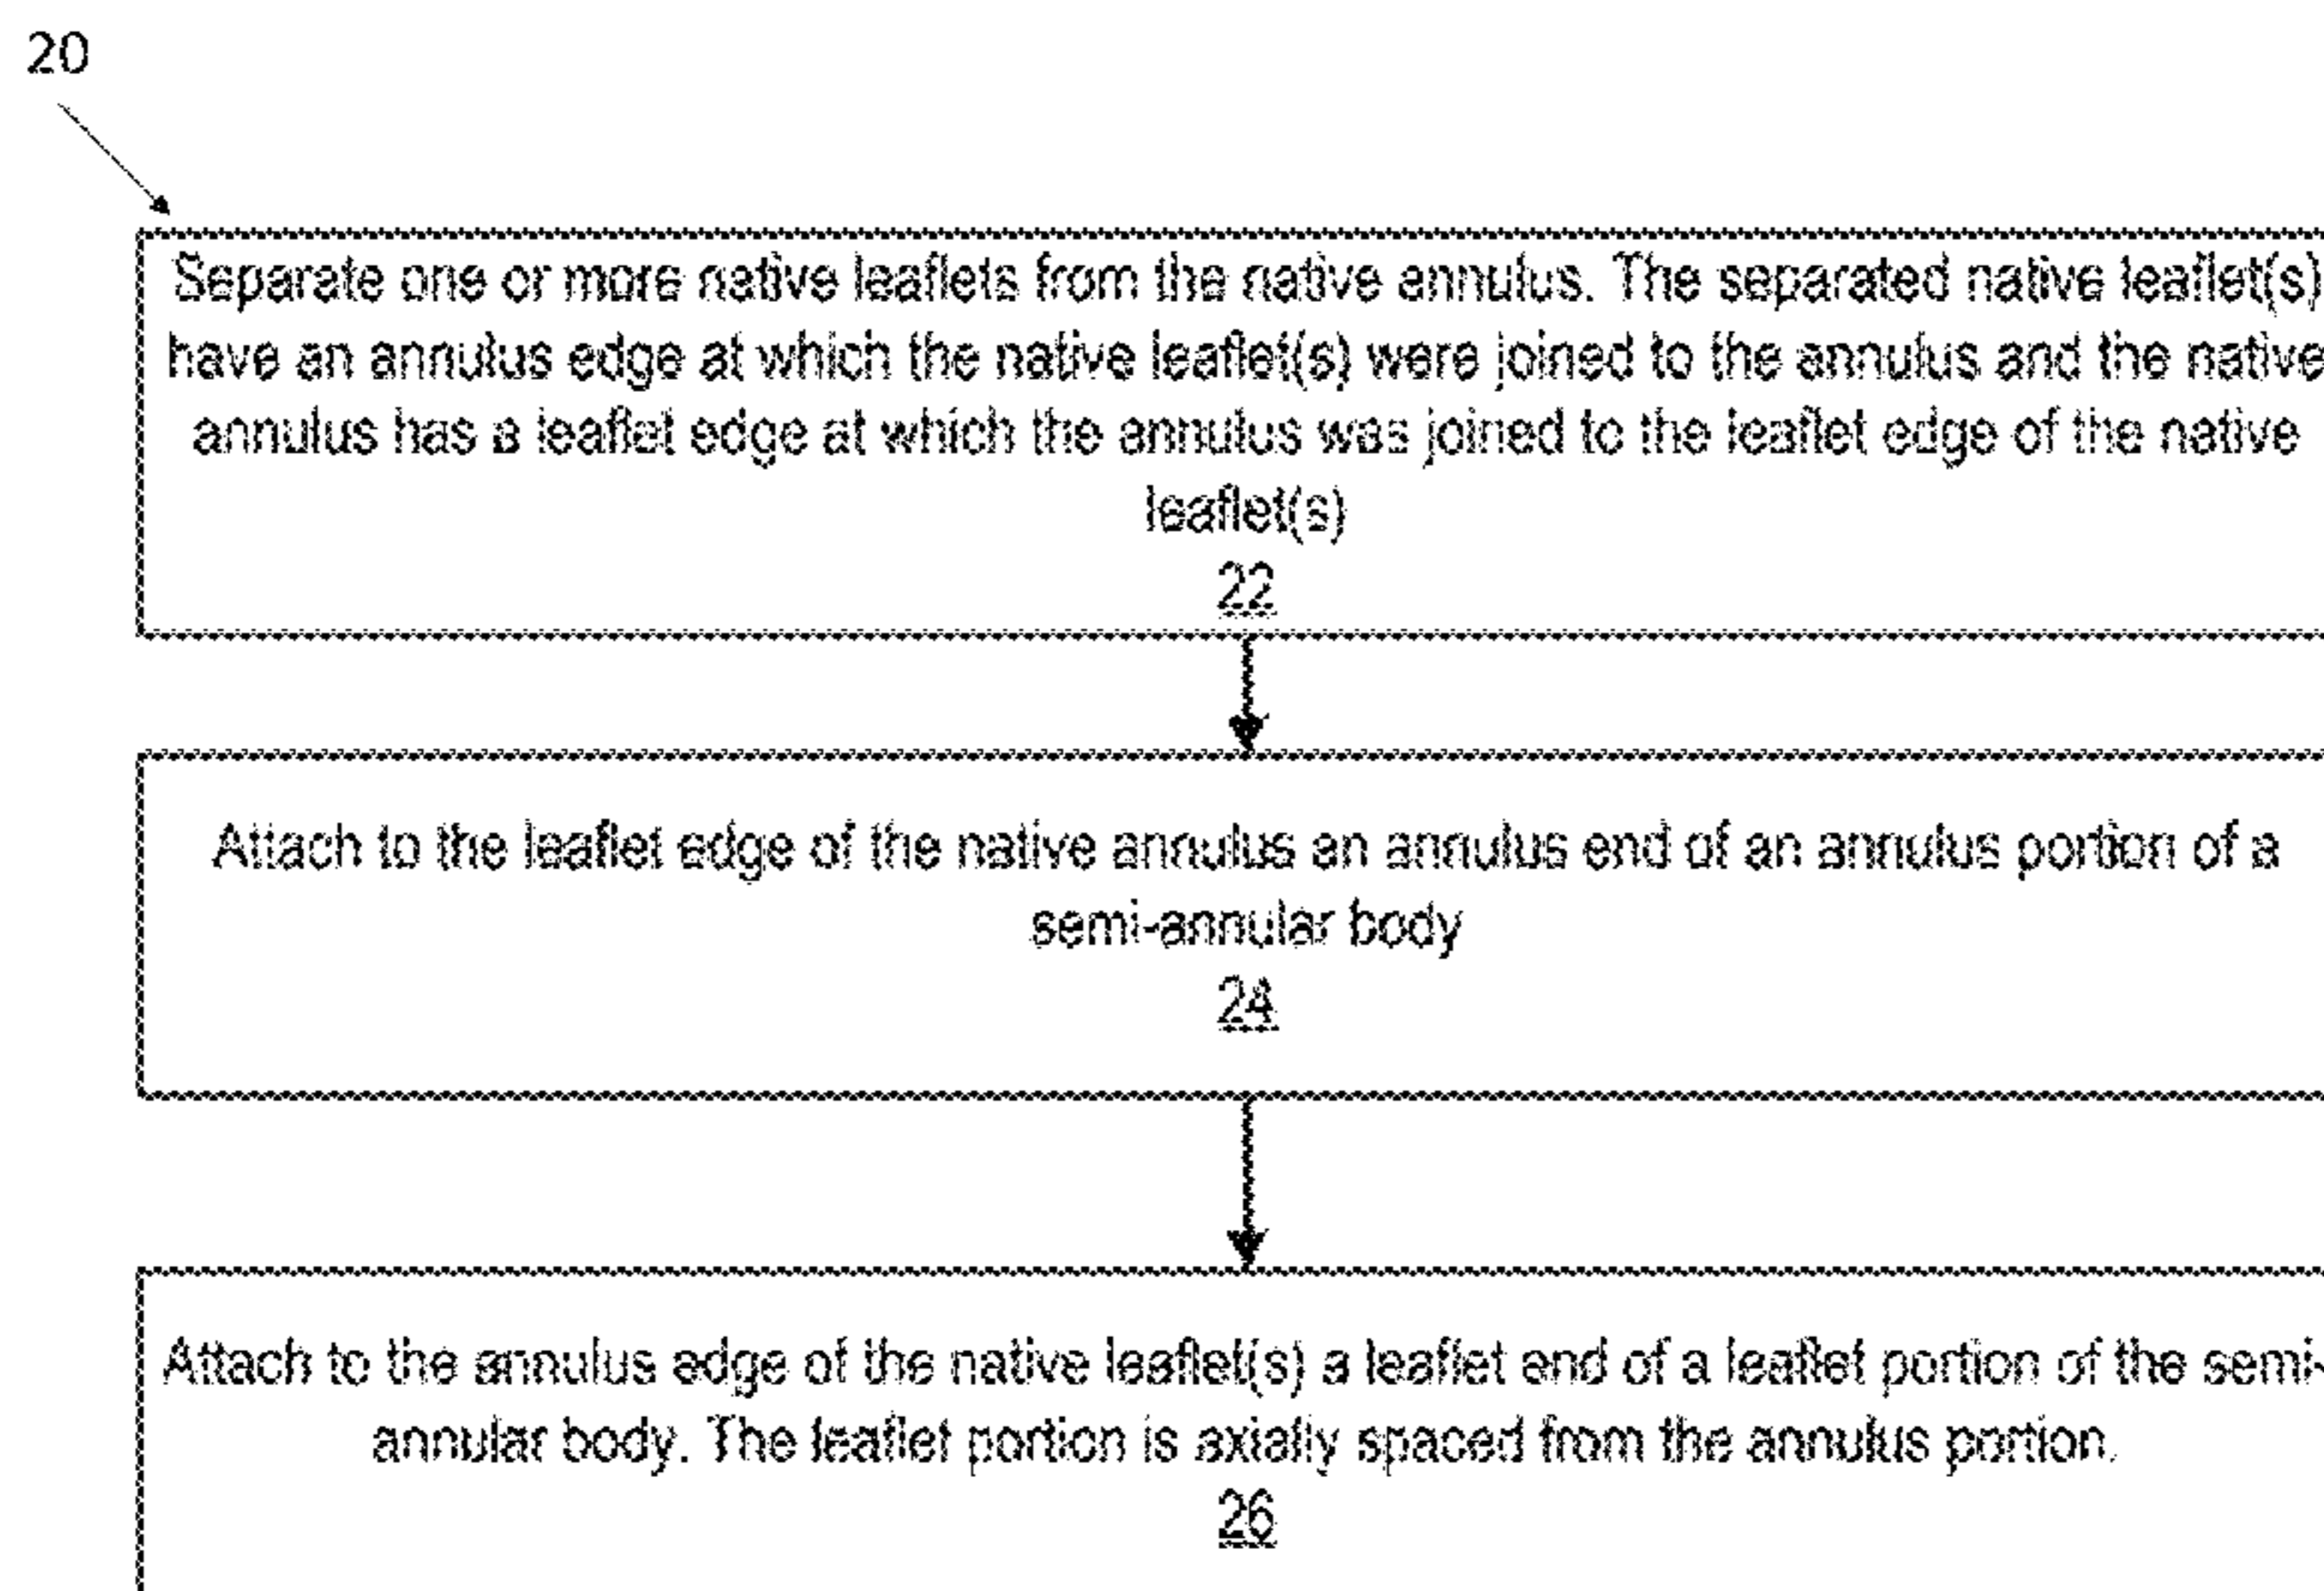 20
Separate one or more native leaflets from the native annulus. The separated native leaflet(s)
have an annulus edge at which the native leaflet(s) were joined to the annulus and the native
annulus has a leaflet edge at which the annulus was joined to the leaflet edge of the native
leaflet(s)
22
Attach to the leaflet edge of the native annulus an annulus end of an annulus portion of a
semi-annular body
24
Attach to the annulus edge of the native leaflet(s) a leaflet end of a leaflet portion of the semi-
annular body. The leaflet portion is axially spaced from the annulus portion.
26